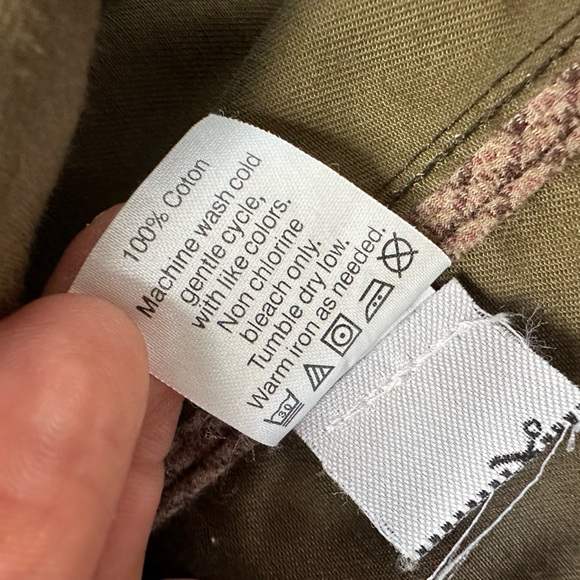 100% Coton
Machine wash cold
gentle cycle,
with like colors.
Non chlorine
bleach only.
Tumble dry low.
Warm iron as needed.
30